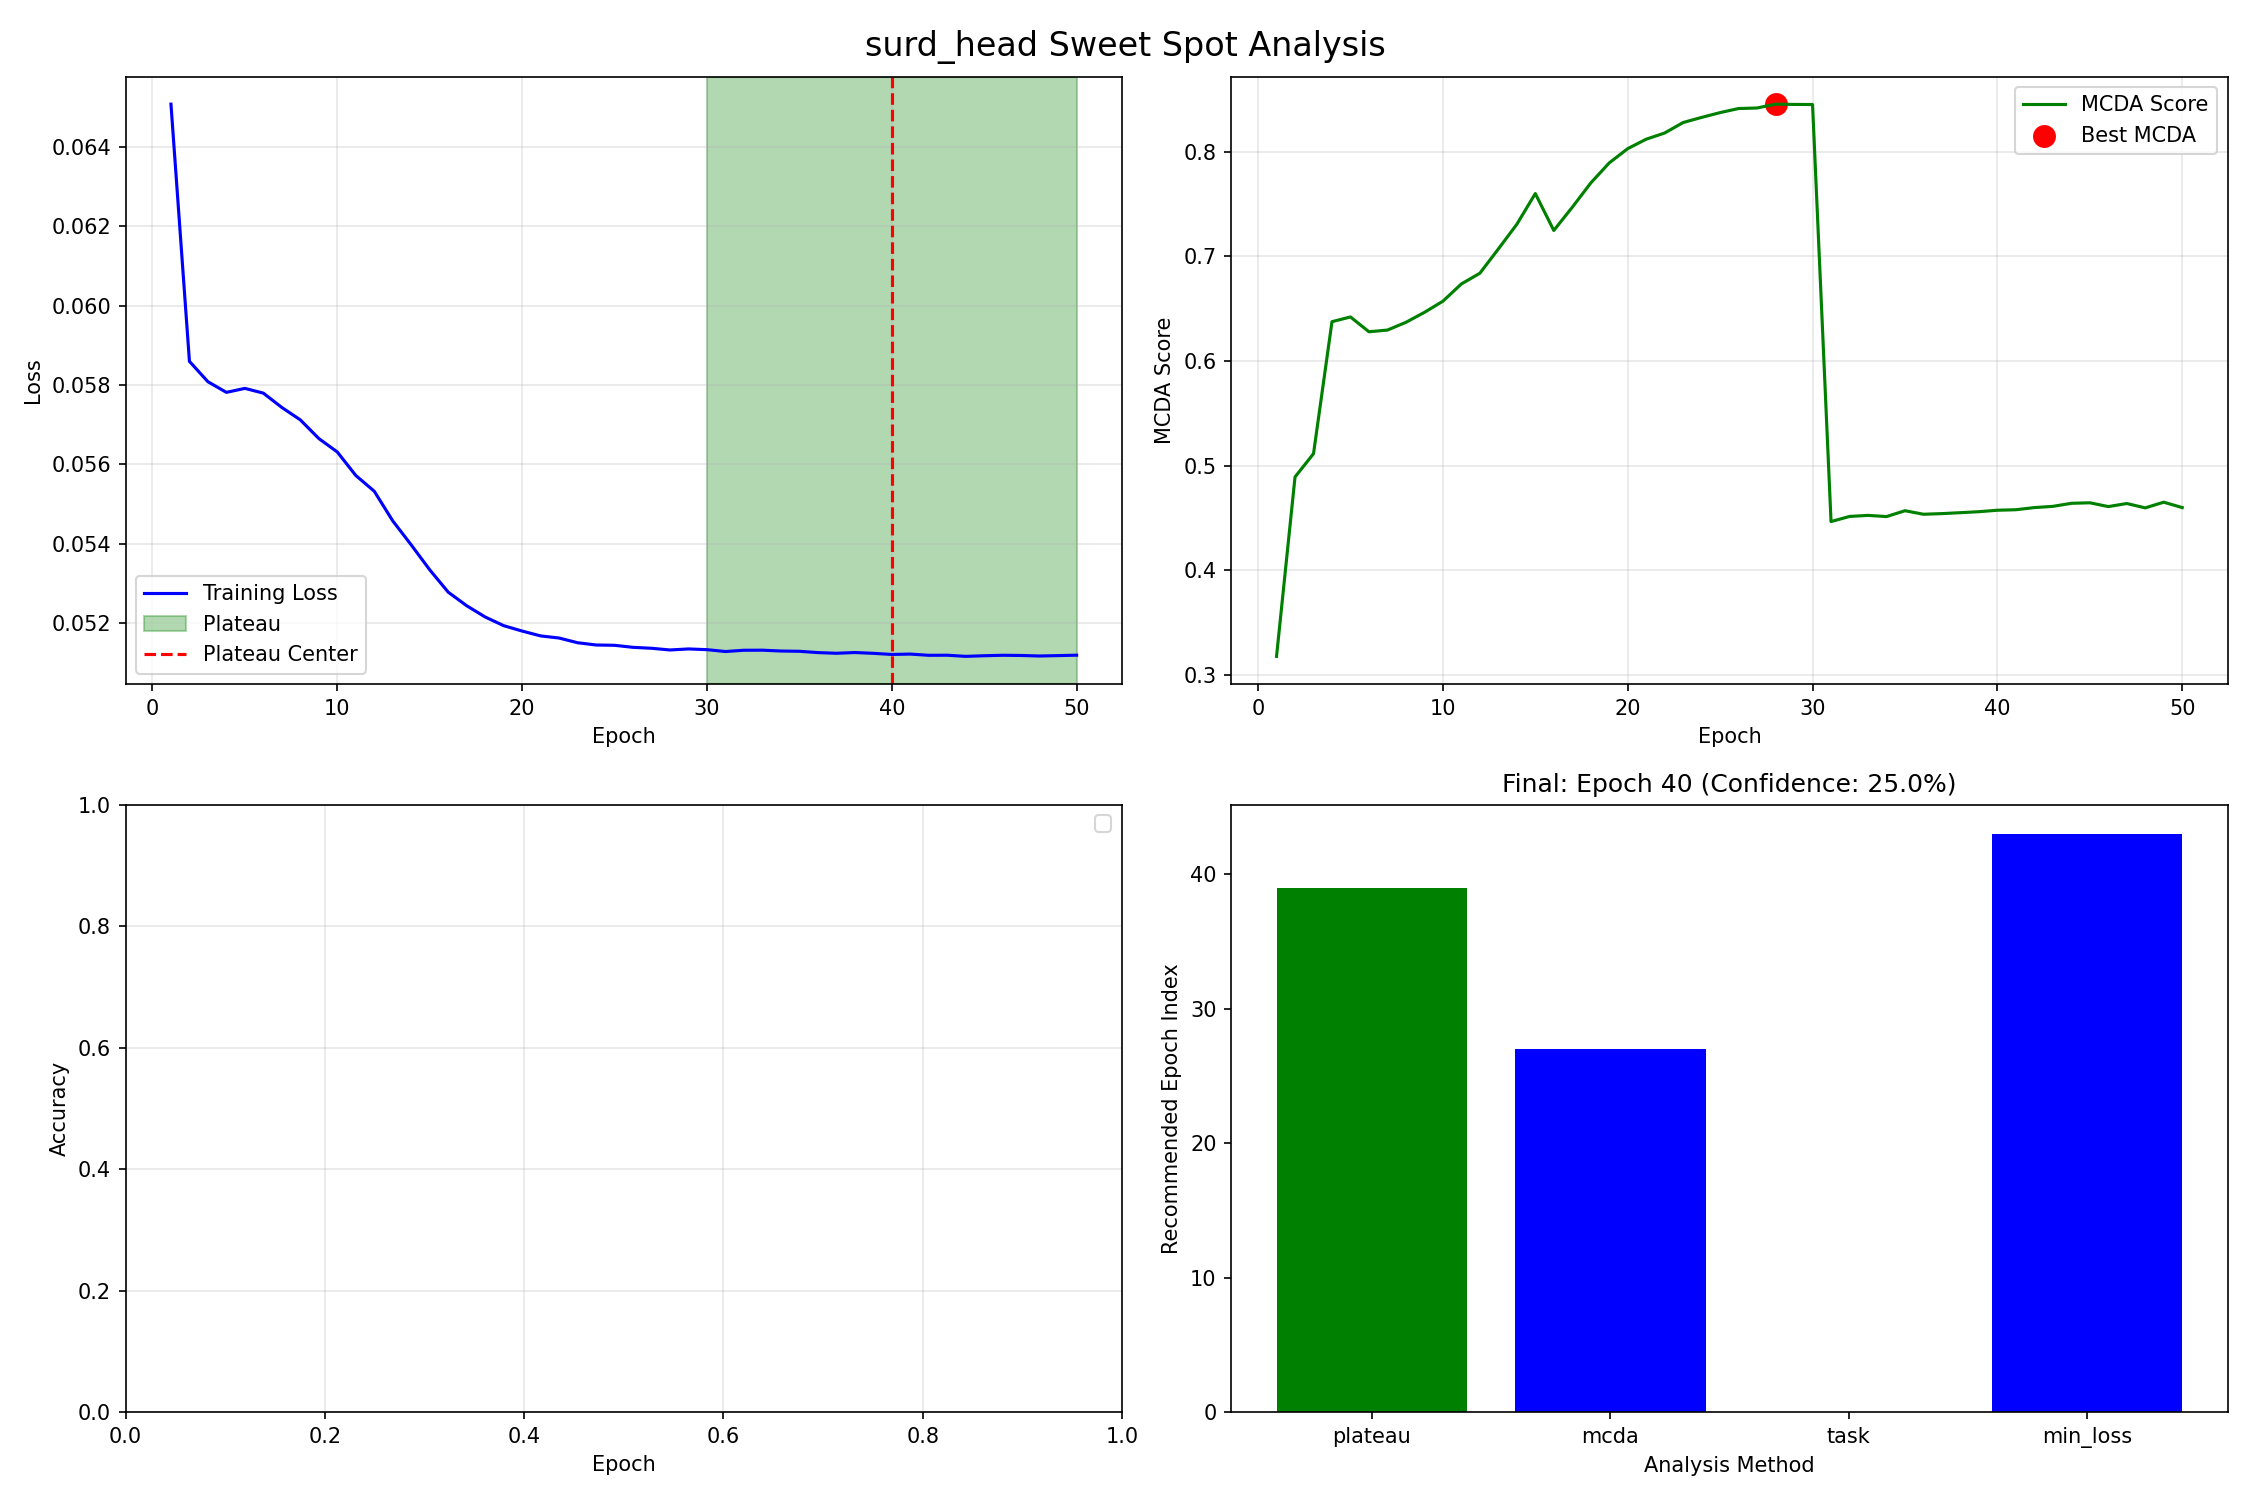 surd_head Sweet Spot Analysis
0.064
0.062
0.060
0.058
0.056
0.054
0.052
Loss
Training Loss
Plateau
Plateau Center
0 10 20 30 40 50
Epoch
0.8
0.7
0.6
0.5
0.4
0.3
MCDA Score
MCDA Score
Best MCDA
0 10 20 30 40 50
Epoch
1.0
0.8
0.6
0.4
0.2
0.0
Accuracy
0.0 0.2 0.4 0.6 0.8 1.0
Epoch
Final: Epoch 40 (Confidence: 25.0%)
40
30
20
10
0
Recommended Epoch Index
plateau mcda task min_loss
Analysis Method